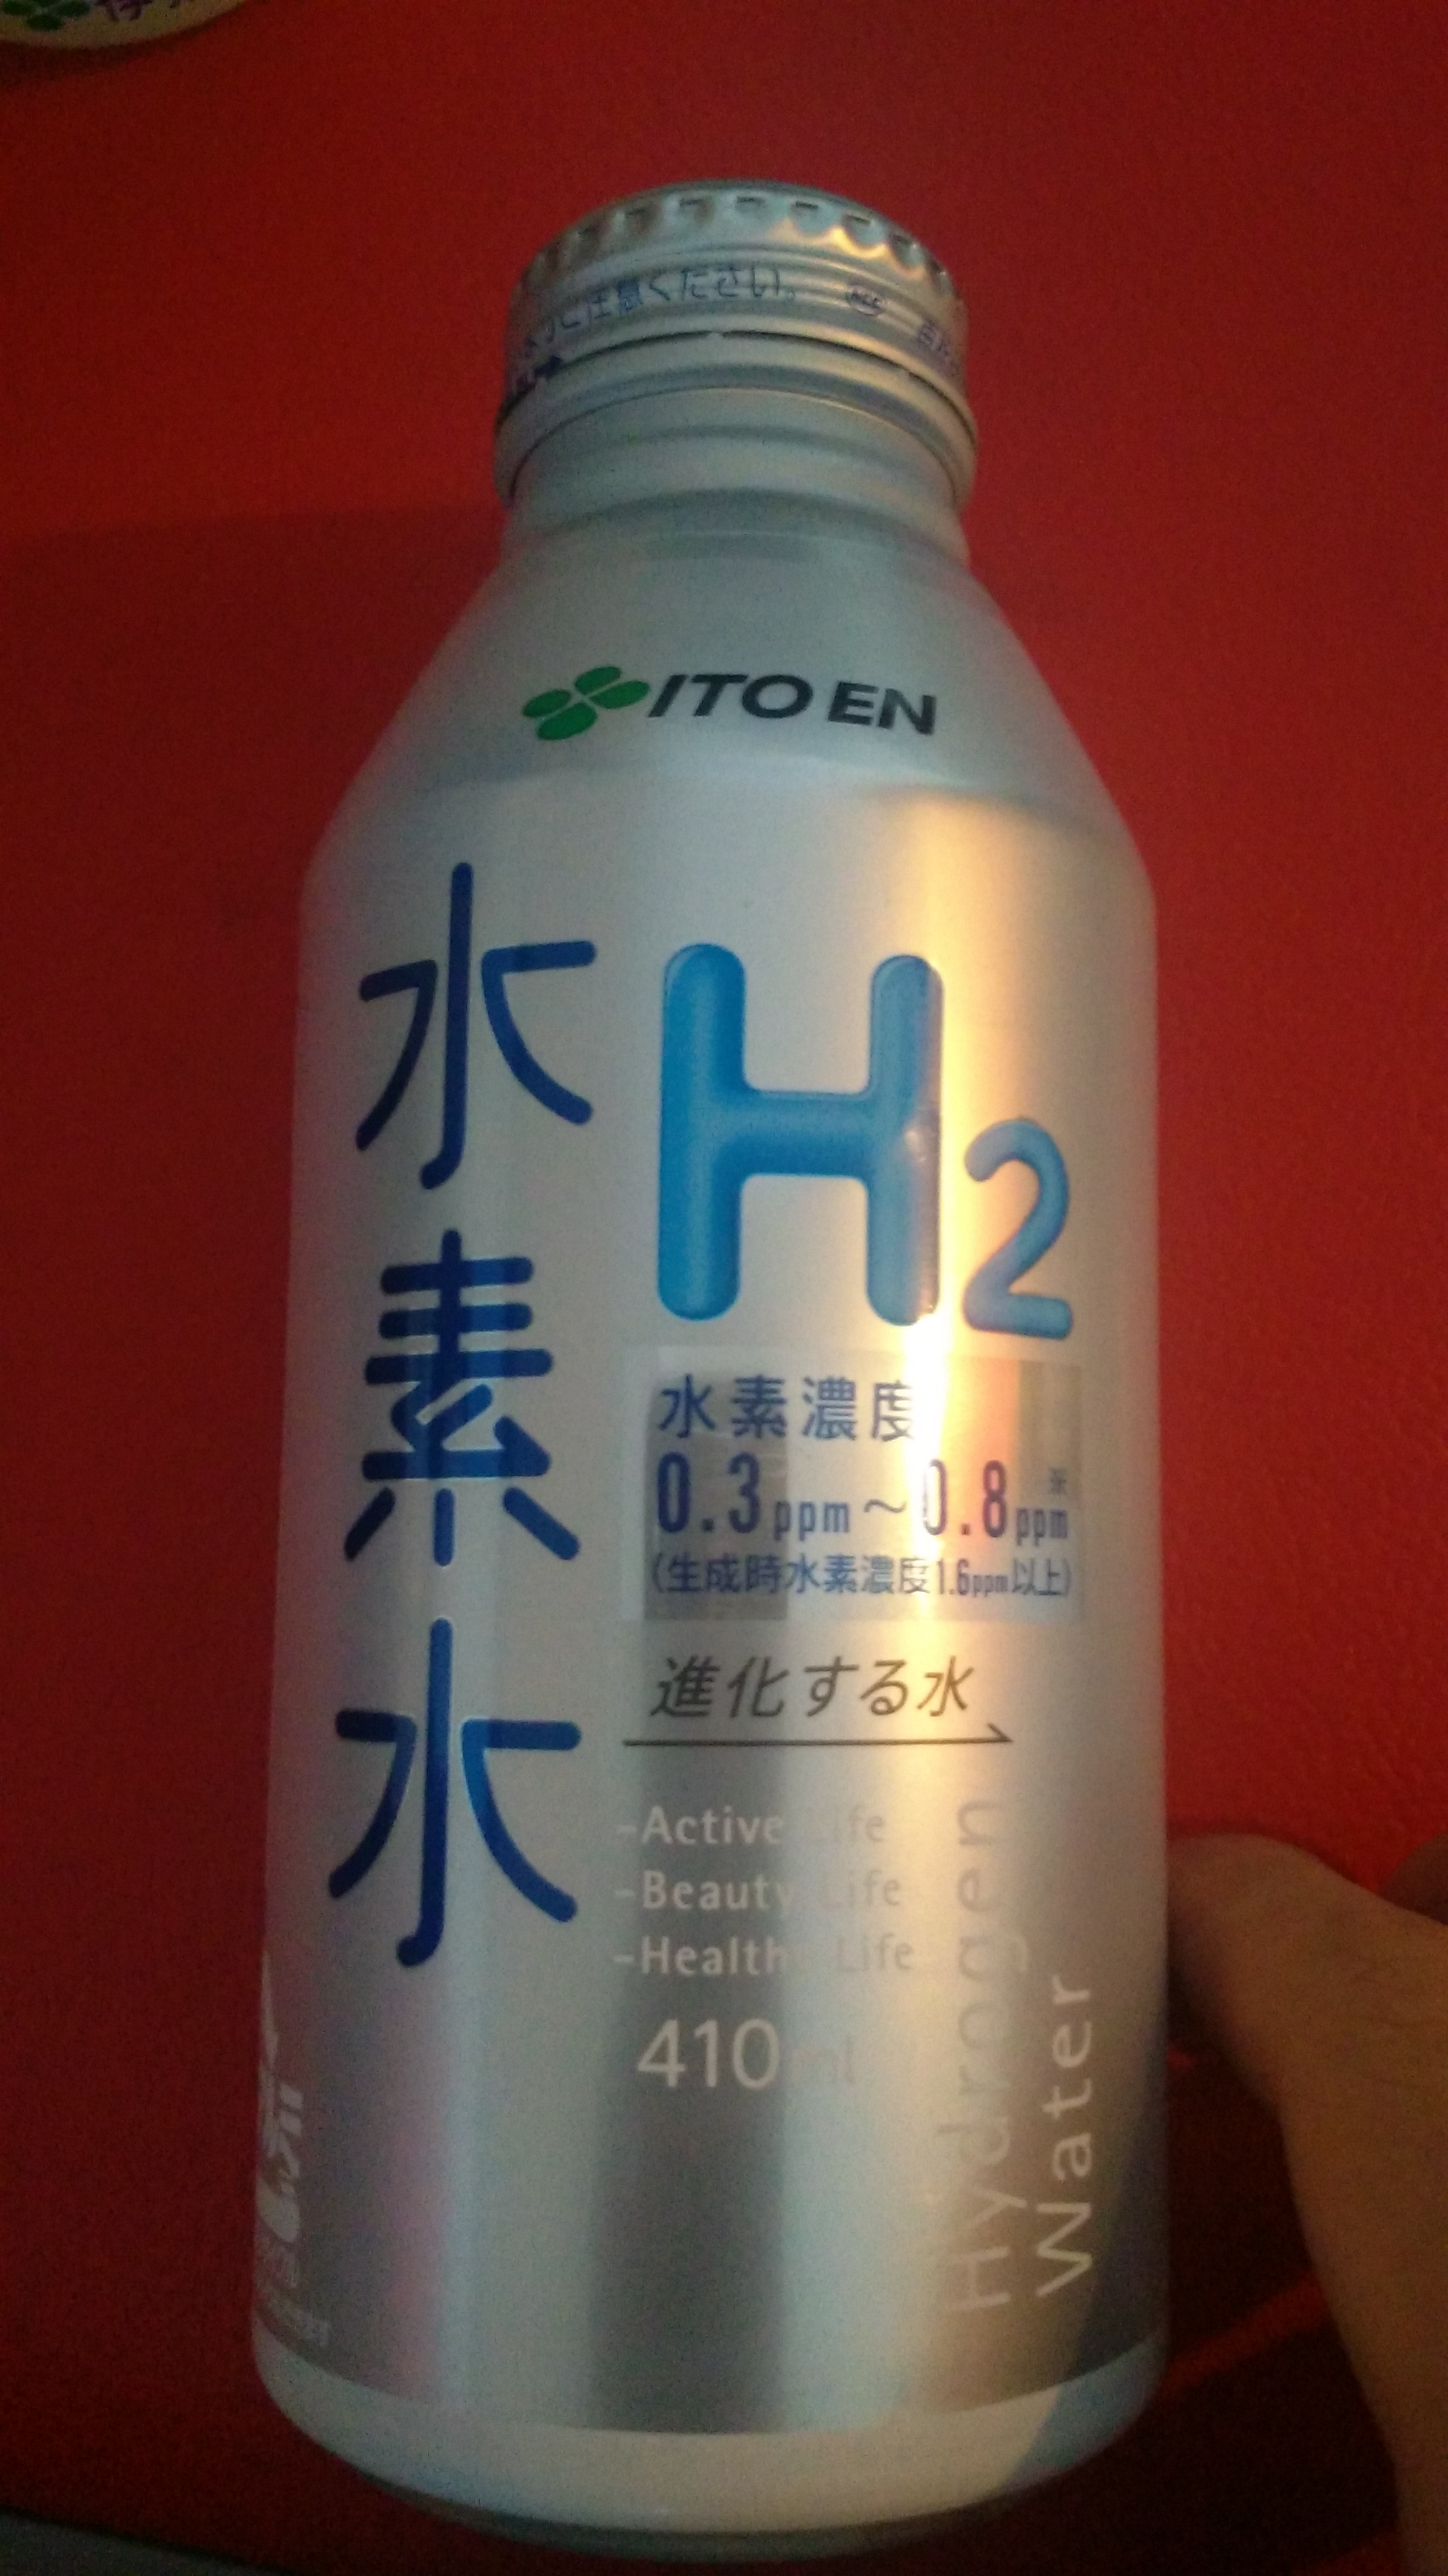 ご注意ください。
ITO EN
水素水
H2
水素濃度
0.3ppm~0.8ppm※
(生成時水素濃度1.6ppm以上)
進化する水
-Active Life
-Beauty Life
-Healthy Life
410ml
Hydrogen
Water